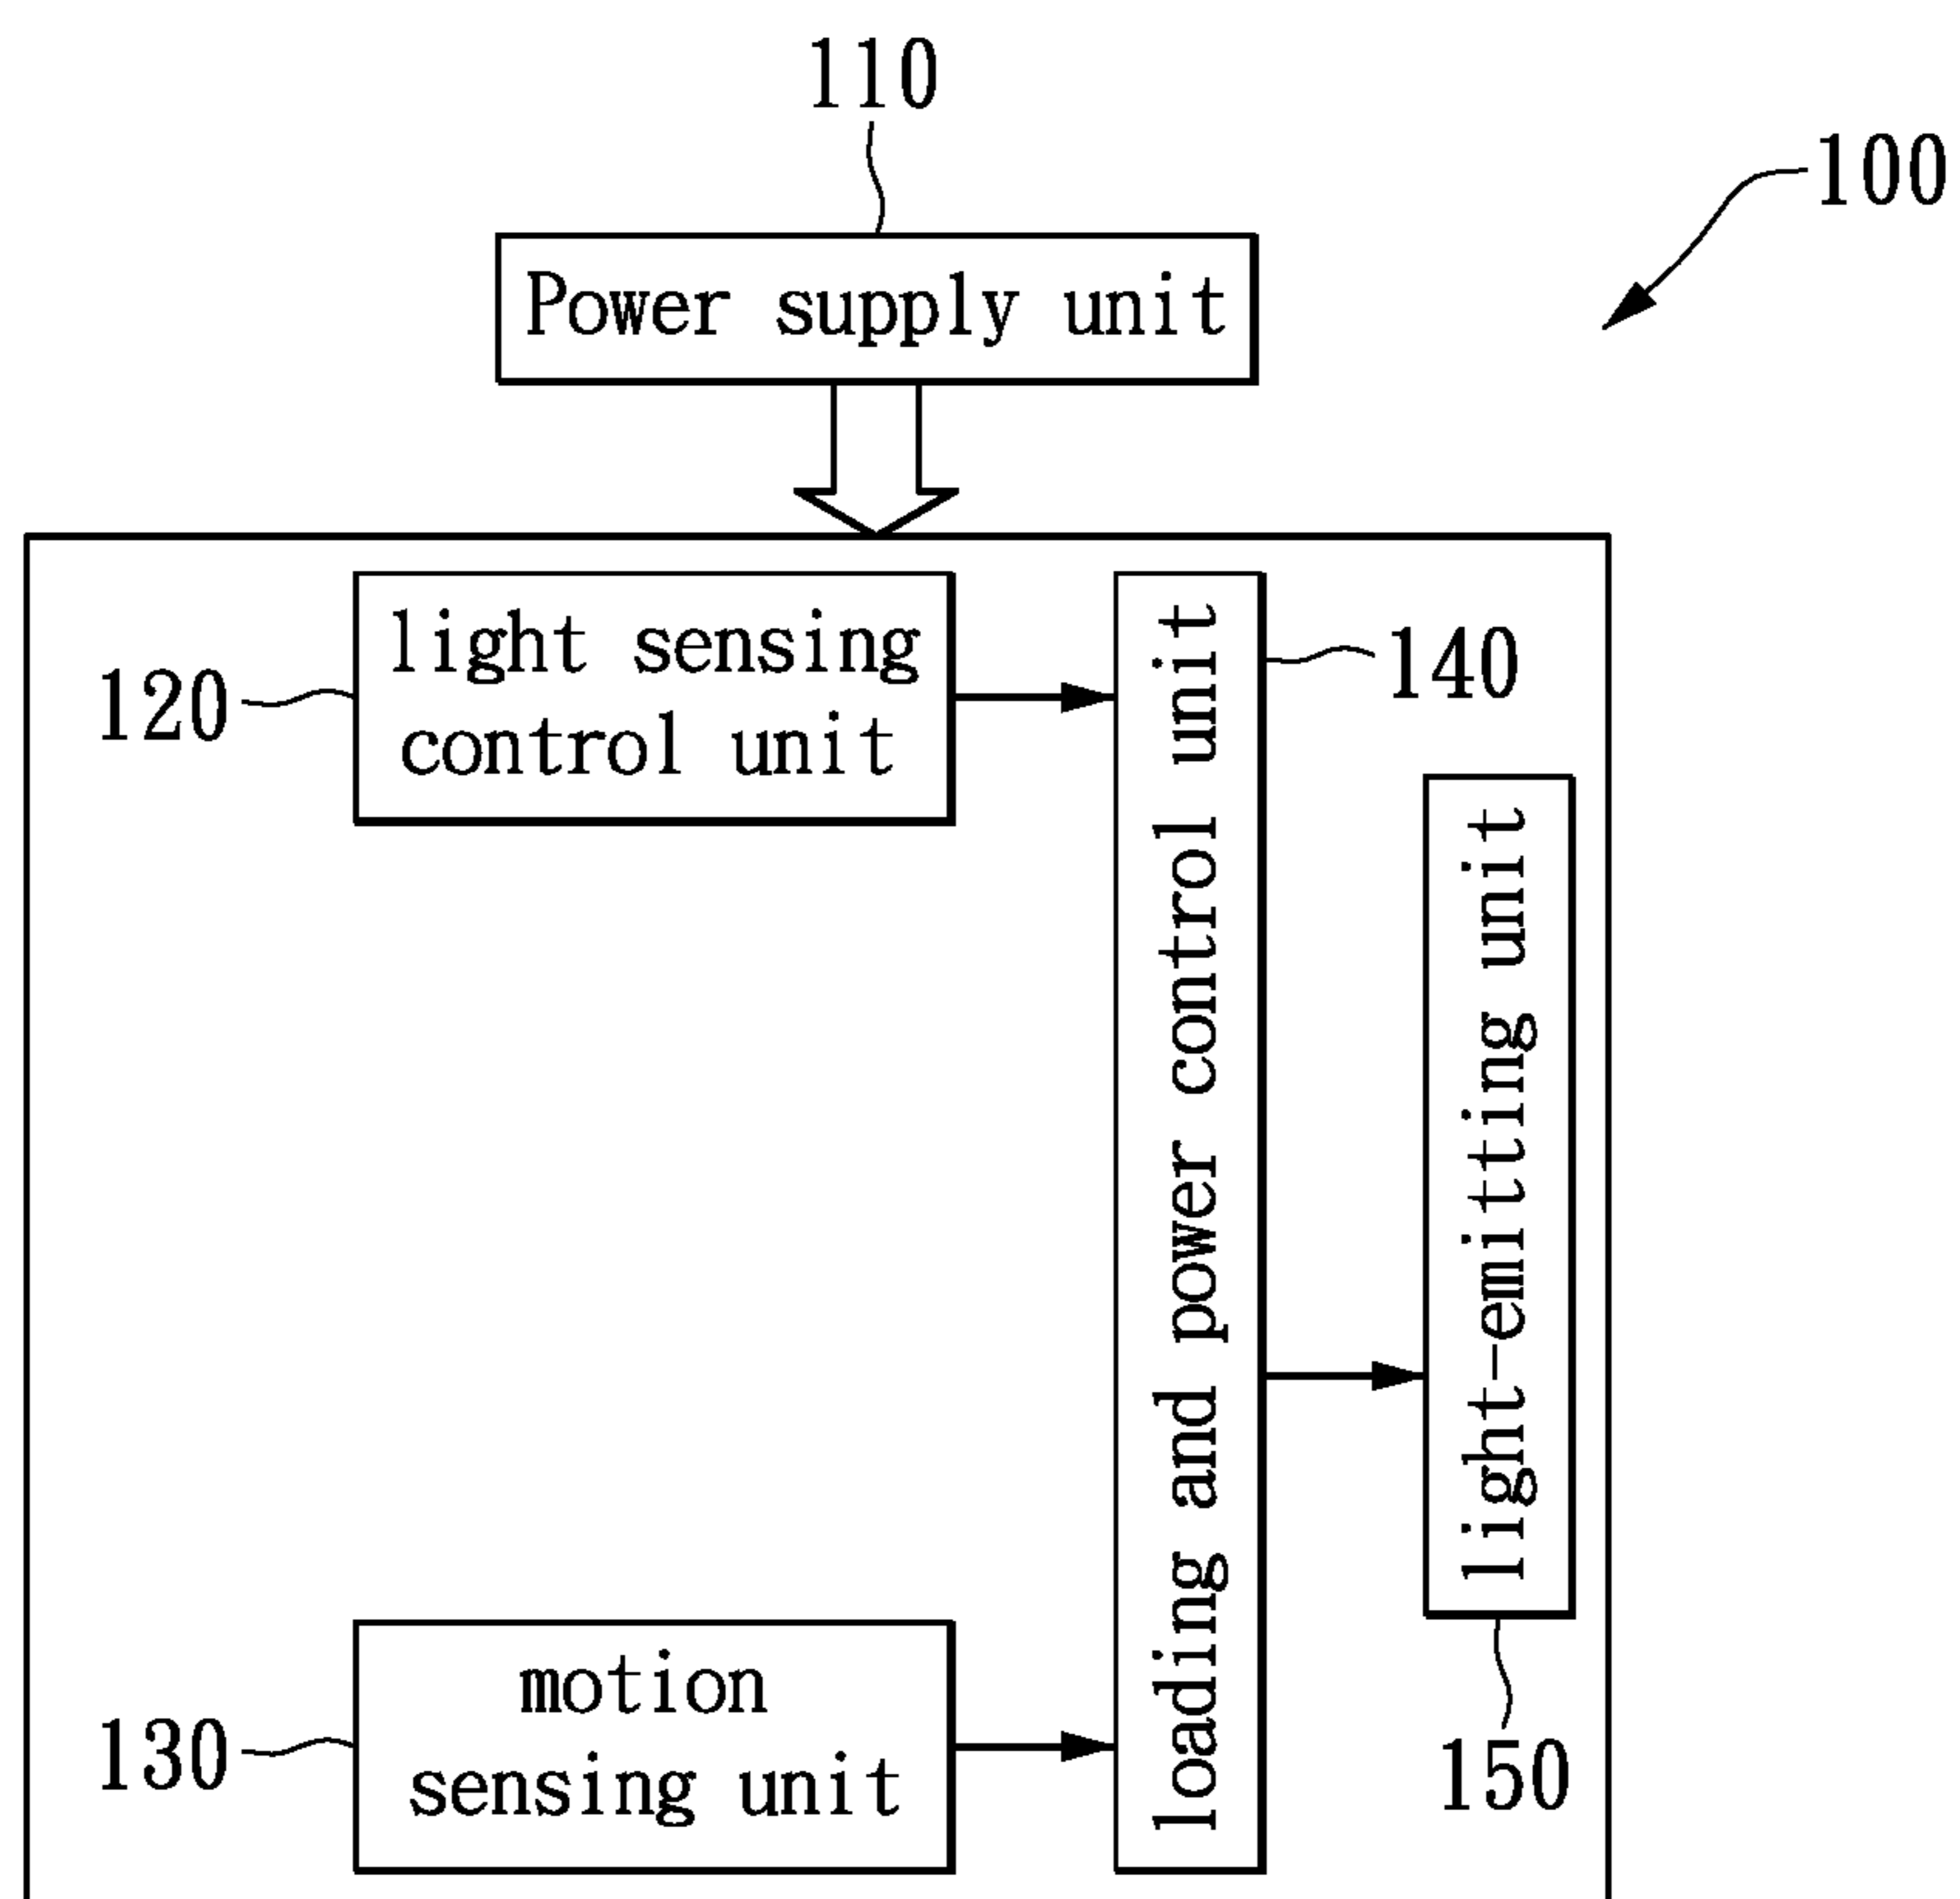 110
100
Power supply unit
light sensing
control unit
120
140
loading and power control unit
light-emitting unit
motion
sensing unit
130
150